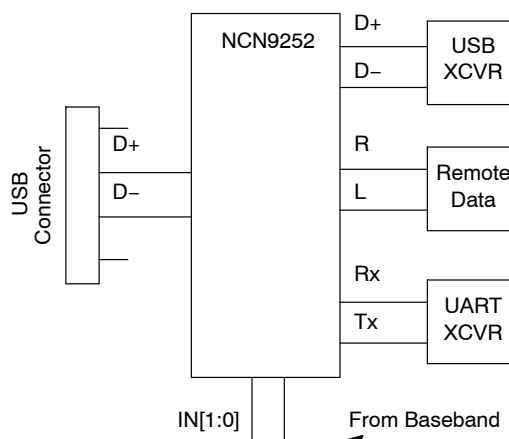 NCN9252
D+
D−
USB
XCVR
USB
Connector
D+
D−
R
L
Remote
Data
Rx
Tx
UART
XCVR
IN[1:0]
From Baseband